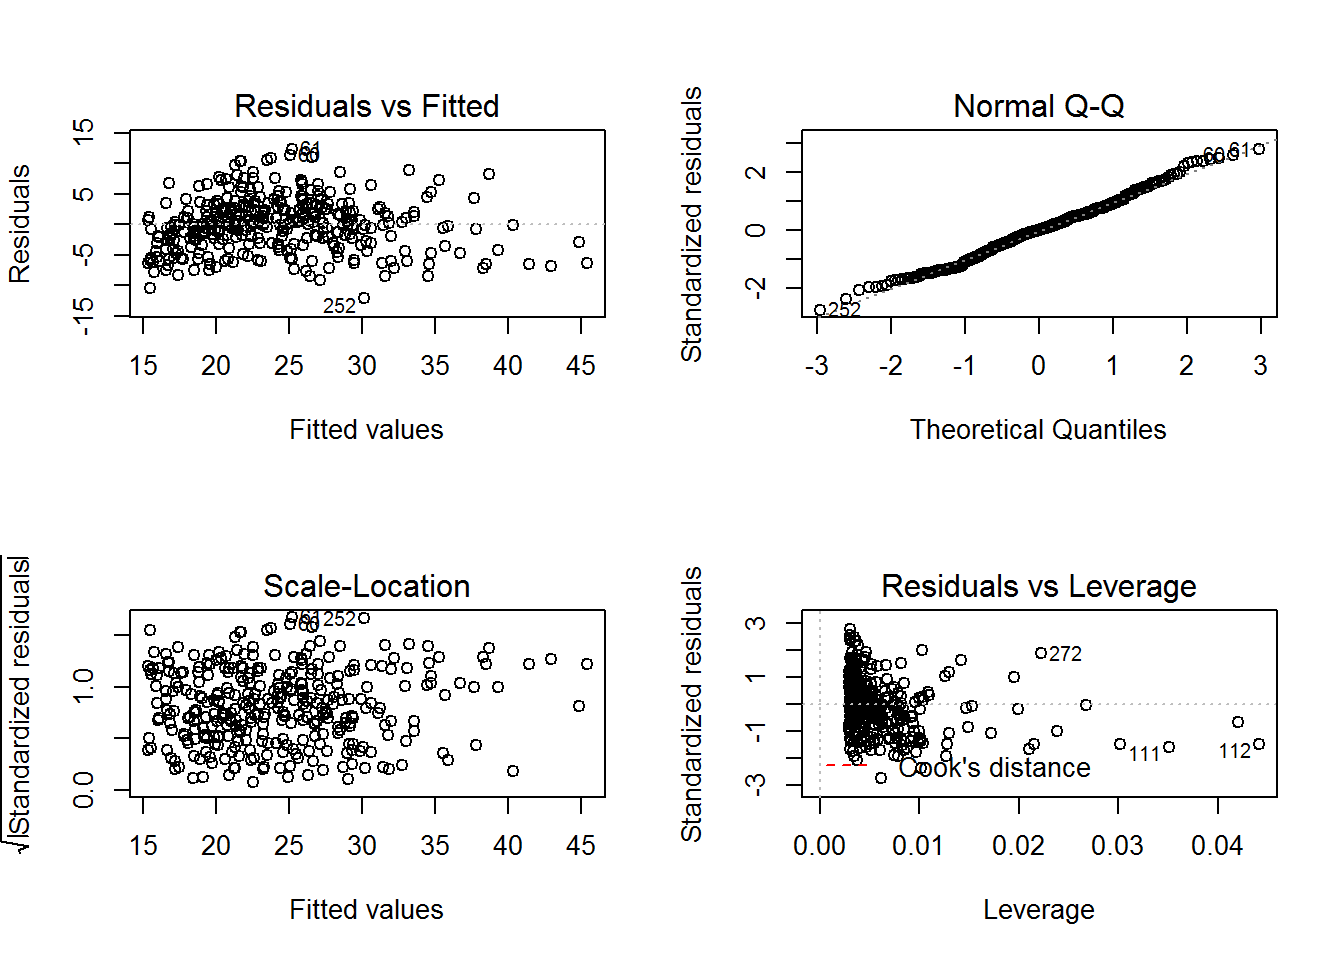 Residuals vs Fitted
Residuals
15
5
-5
-15
61
60
252
15 20 25 30 35 40 45
Fitted values
Normal Q-Q
Standardized residuals
2
0
-2
60
61
252
-3 -2 -1 0 1 2 3
Theoretical Quantiles
Scale-Location
√|Standardized residuals|
1.0
0.0
61
252
60
15 20 25 30 35 40 45
Fitted values
Residuals vs Leverage
Standardized residuals
3
1
-1
-3
272
111
112
Cook's distance
0.00 0.01 0.02 0.03 0.04
Leverage